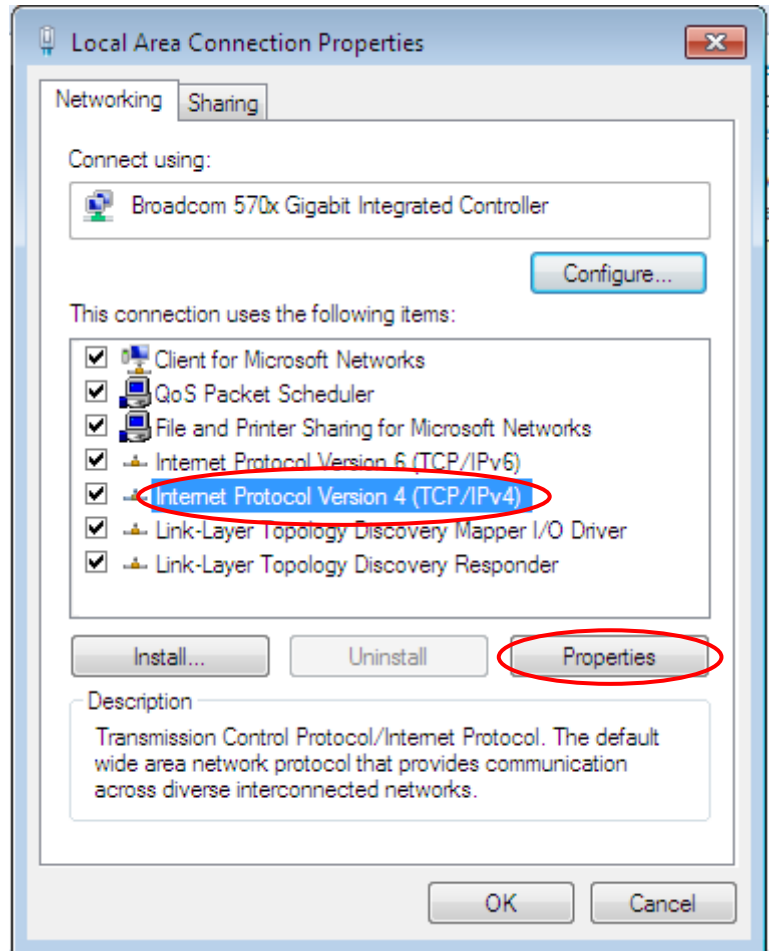 Local Area Connection Properties
Networking
Sharing
Connect using:
Broadcom 570x Gigabit Integrated Controller
Configure...
This connection uses the following items:
Client for Microsoft Networks
QoS Packet Scheduler
File and Printer Sharing for Microsoft Networks
Internet Protocol Version 6 (TCP/IPv6)
Internet Protocol Version 4 (TCP/IPv4)
Link-Layer Topology Discovery Mapper I/O Driver
Link-Layer Topology Discovery Responder
Install...
Uninstall
Properties
Description
Transmission Control Protocol/Internet Protocol. The default
wide area network protocol that provides communication
across diverse interconnected networks.
OK
Cancel